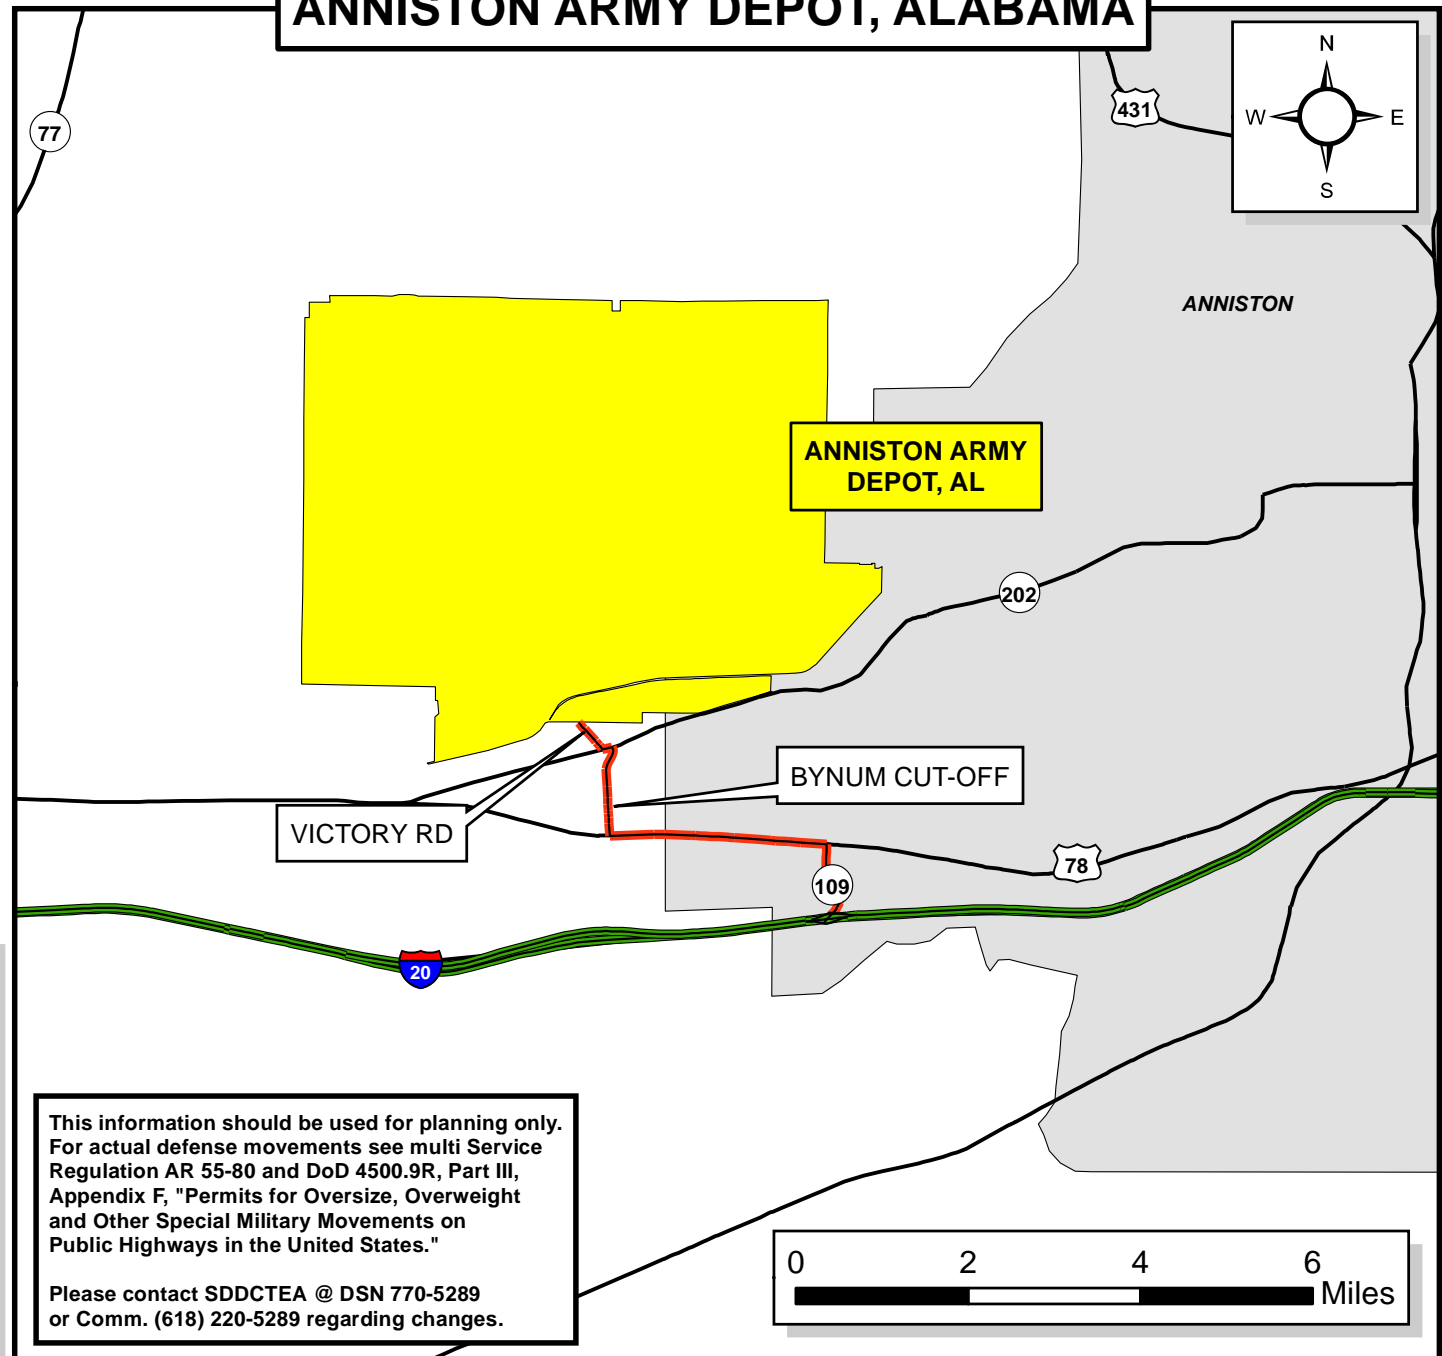 ANNISTON ARMY DEPOT, ALABAMA
N
W
E
S
77
431
ANNISTON
ANNISTON ARMY
DEPOT, AL
202
BYNUM CUT-OFF
VICTORY RD
78
109
20
This information should be used for planning only.
For actual defense movements see multi Service
Regulation AR 55-80 and DoD 4500.9R, Part III,
Appendix F, "Permits for Oversize, Overweight
and Other Special Military Movements on
Public Highways in the United States."
Please contact SDDCTEA @ DSN 770-5289
or Comm. (618) 220-5289 regarding changes.
0 2 4 6
Miles